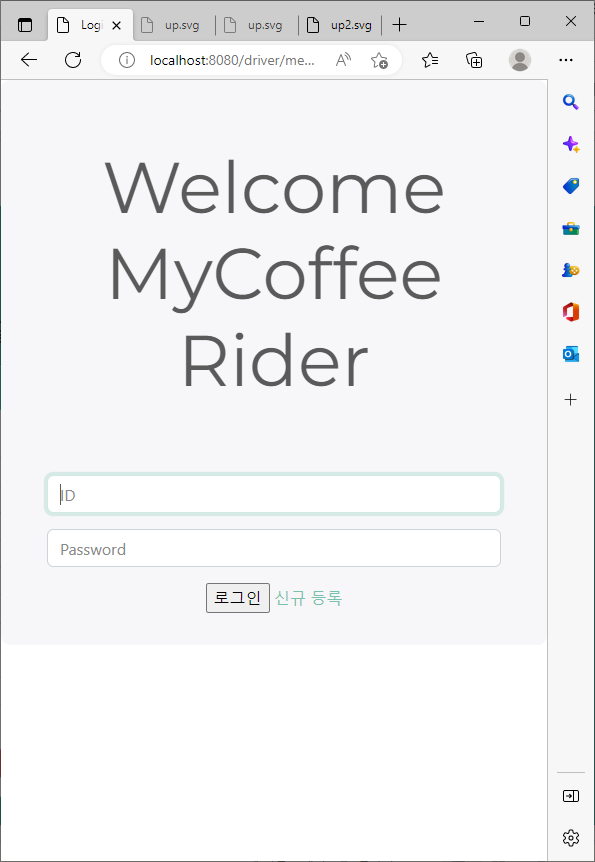 Logi
up.svg
up.svg
up2.svg
localhost:8080/driver/me...
Welcome
MyCoffee
Rider
ID
Password
로그인 신규 등록